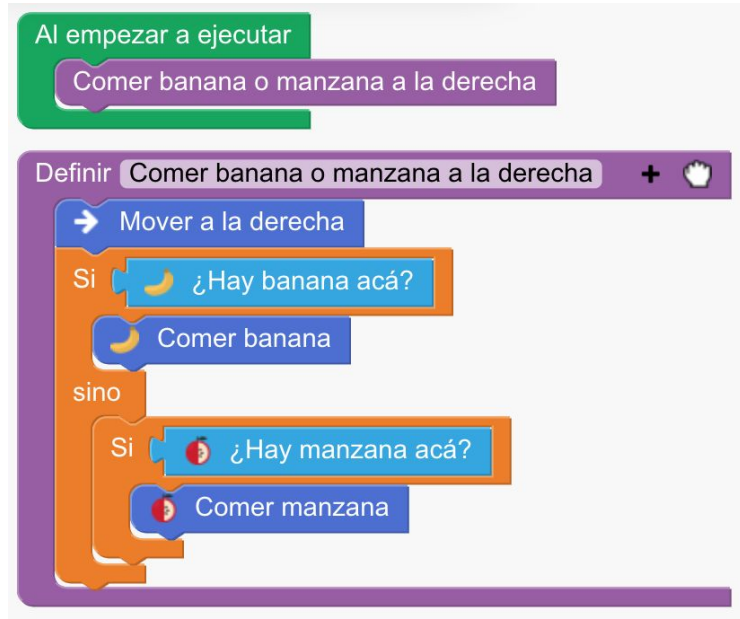 Al empezar a ejecutar
Comer banana o manzana a la derecha
Definir Comer banana o manzana a la derecha +
Mover a la derecha
Si ¿Hay banana acá?
Comer banana
sino
Si ¿Hay manzana acá?
Comer manzana